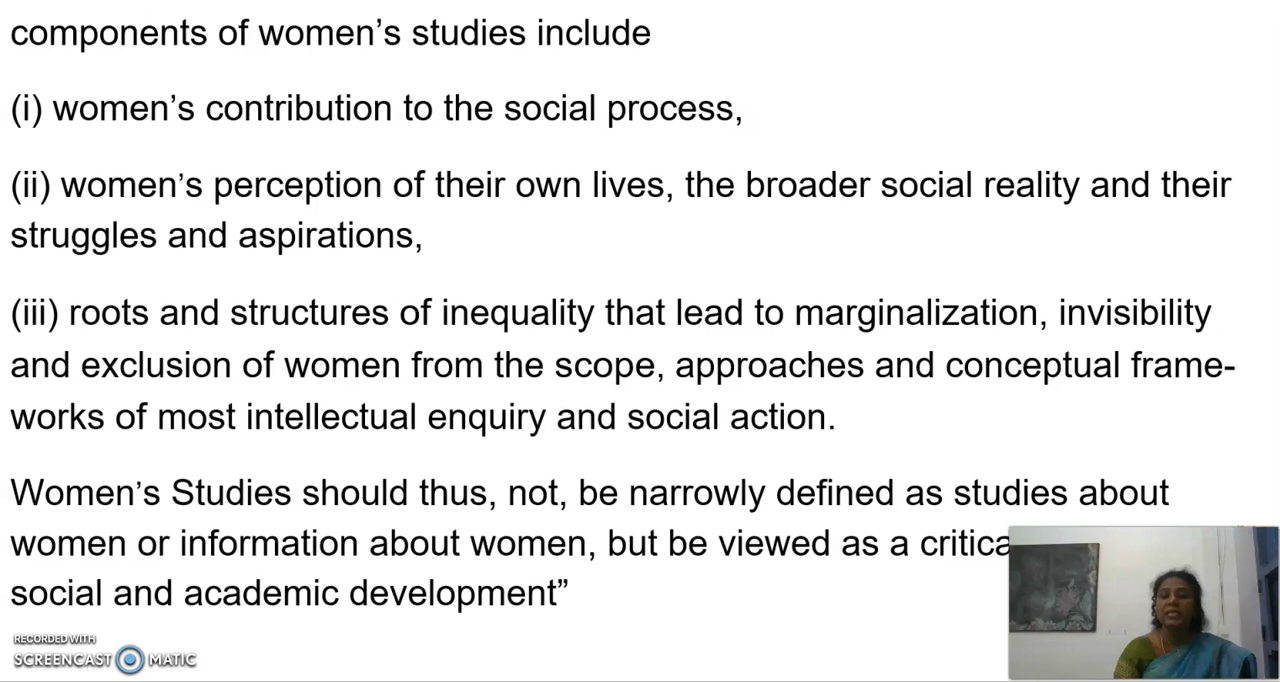 components of women’s studies include
(i) women’s contribution to the social process,
(ii) women’s perception of their own lives, the broader social reality and their
struggles and aspirations,
(iii) roots and structures of inequality that lead to marginalization, invisibility
and exclusion of women from the scope, approaches and conceptual frame-
works of most intellectual enquiry and social action.
Women’s Studies should thus, not, be narrowly defined as studies about
women or information about women, but be viewed as a critica
social and academic development”
RECORDED WITH
SCREENCAST MATIC